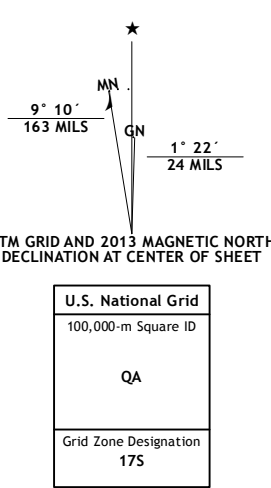 ★
MN
GN
9° 10´
163 MILS
1° 22´
24 MILS
TM GRID AND 2013 MAGNETIC NORTH
DECLINATION AT CENTER OF SHEET
U.S. National Grid
100,000-m Square ID
QA
Grid Zone Designation
17S